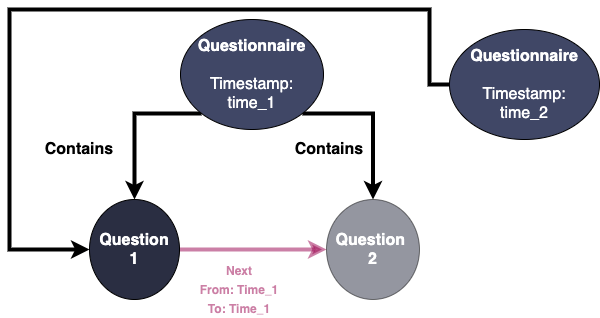 Questionnaire
Timestamp:
time_1
Questionnaire
Timestamp:
time_2
Contains
Contains
Question
1
Question
2
Next
From: Time_1
To: Time_1